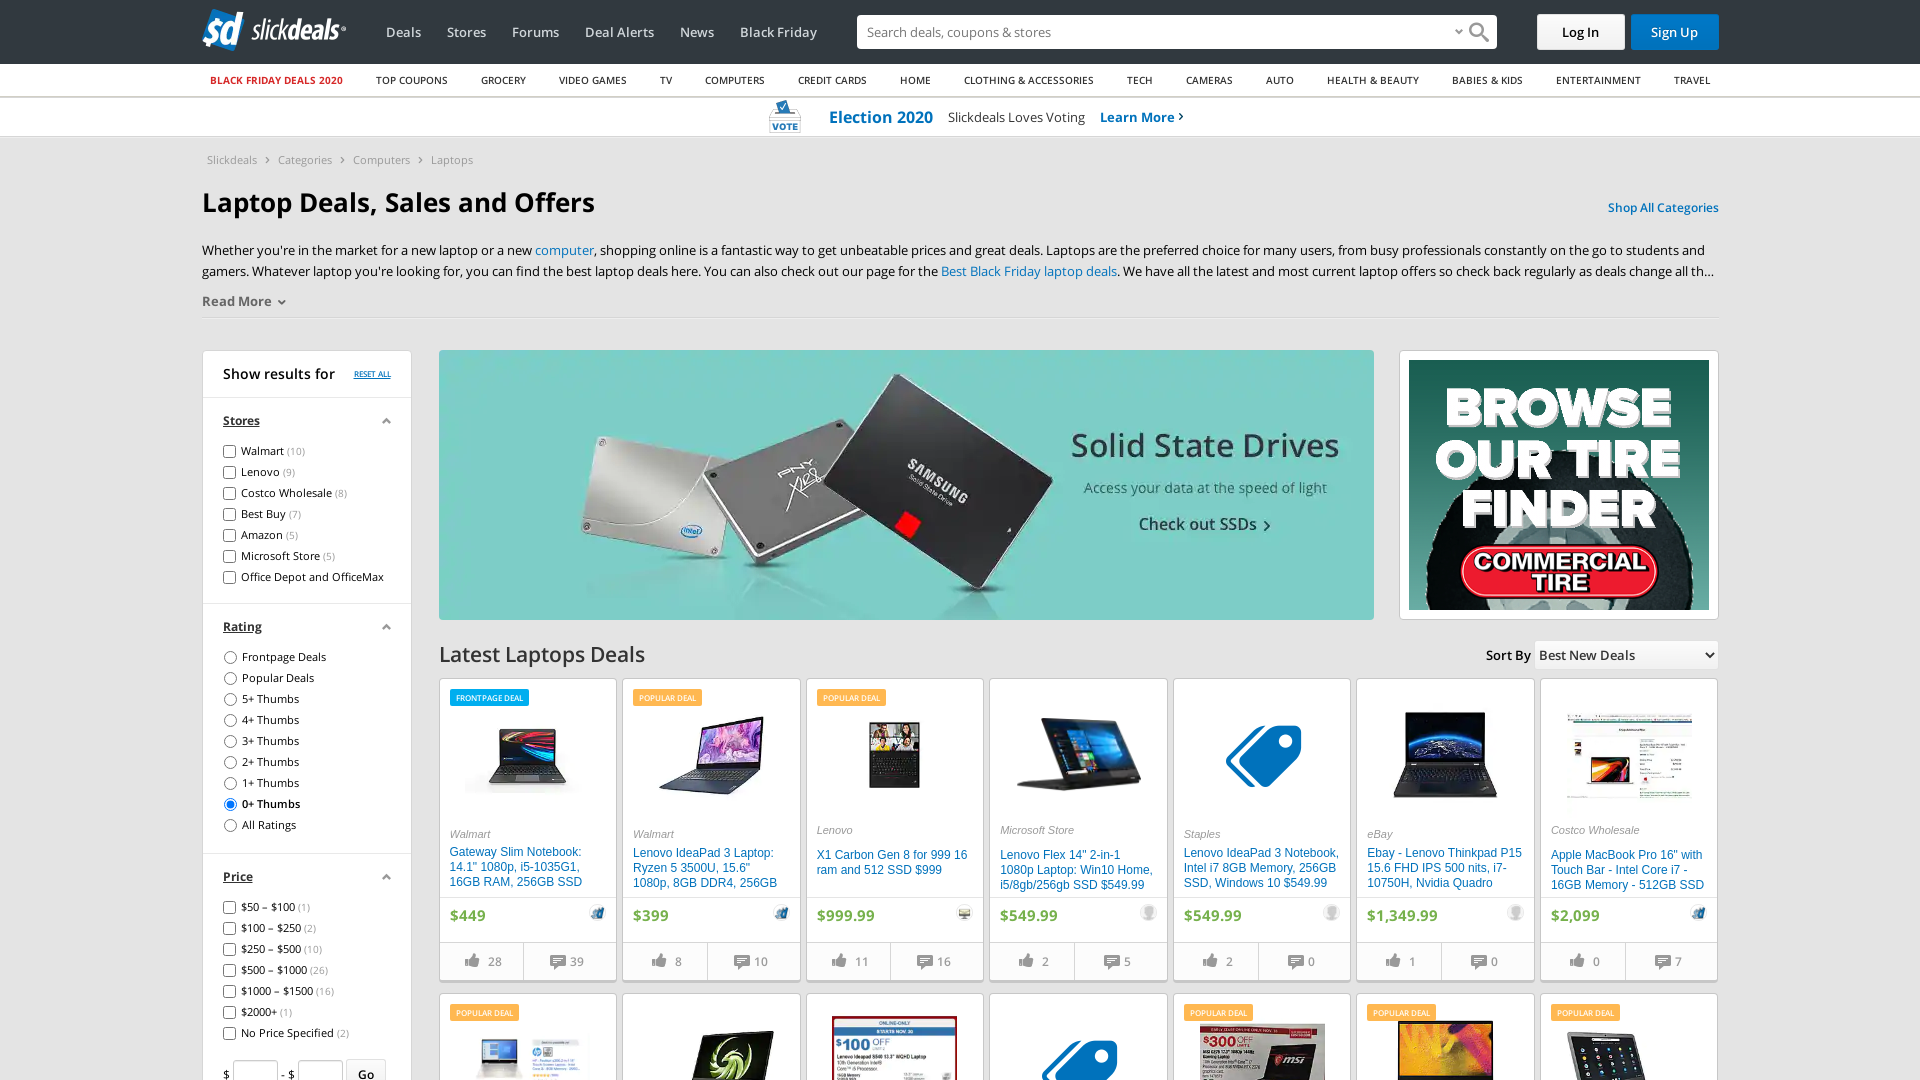 slickdeals
Deals Stores Forums Deal Alerts News Black Friday
Search deals, coupons & stores
Log In Sign Up
BLACK FRIDAY DEALS 2020 TOP COUPONS GROCERY VIDEO GAMES TV COMPUTERS CREDIT CARDS HOME CLOTHING & ACCESSORIES TECH CAMERAS AUTO HEALTH & BEAUTY BABIES & KIDS ENTERTAINMENT TRAVEL
VOTE Election 2020 Slickdeals Loves Voting Learn More
Slickdeals Categories Computers Laptops
Laptop Deals, Sales and Offers
Shop All Categories
Whether you're in the market for a new laptop or a new computer, shopping online is a fantastic way to get unbeatable prices and great deals. Laptops are the preferred choice for many users, from busy professionals constantly on the go to students and
gamers. Whatever laptop you're looking for, you can find the best laptop deals here. You can also check out our page for the Best Black Friday laptop deals. We have all the latest and most current laptop offers so check back regularly as deals change all th...
Read More
Show results for RESET ALL
Stores
Walmart (10)
Lenovo (9)
Costco Wholesale (8)
Best Buy (7)
Amazon (5)
Microsoft Store (5)
Office Depot and OfficeMax
Rating
Frontpage Deals
Popular Deals
5+ Thumbs
4+ Thumbs
3+ Thumbs
2+ Thumbs
1+ Thumbs
0+ Thumbs
All Ratings
Price
$50 – $100 (1)
$100 – $250 (2)
$250 – $500 (10)
$500 – $1000 (26)
$1000 – $1500 (16)
$2000+ (1)
No Price Specified (2)
$ - $ Go
intel
PNY
SAMSUNG
Solid State Drive
Solid State Drives
Access your data at the speed of light
Check out SSDs
BROWSE
OUR TIRE
FINDER
COMMERCIAL
TIRE
Latest Laptops Deals
Sort By Best New Deals
FRONTPAGE DEAL
Walmart
Gateway Slim Notebook:
14.1" 1080p, i5-1035G1,
16GB RAM, 256GB SSD
$449
28 39
POPULAR DEAL
Walmart
Lenovo IdeaPad 3 Laptop:
Ryzen 5 3500U, 15.6"
1080p, 8GB DDR4, 256GB
$399
8 10
POPULAR DEAL
Lenovo
X1 Carbon Gen 8 for 999 16
ram and 512 SSD $999
$999.99
11 16
Microsoft Store
Lenovo Flex 14" 2-in-1
1080p Laptop: Win10 Home,
i5/8gb/256gb SSD $549.99
$549.99
2 5
Staples
Lenovo IdeaPad 3 Notebook,
Intel i7 8GB Memory, 256GB
SSD, Windows 10 $549.99
$549.99
2 0
eBay
Ebay - Lenovo Thinkpad P15
15.6 FHD IPS 500 nits, i7-
10750H, Nvidia Quadro
$1,349.99
1 0
Costco Wholesale
Apple MacBook Pro 16" with
Touch Bar - Intel Core i7 -
16GB Memory - 512GB SSD
$2,099
0 7
POPULAR DEAL
ONLINE-ONLY
STARTS NOV. 30
$100 OFF
Lenovo Ideapad S540 13.3" WQHD Laptop
POPULAR DEAL
$300 OFF
msi
POPULAR DEAL
POPULAR DEAL